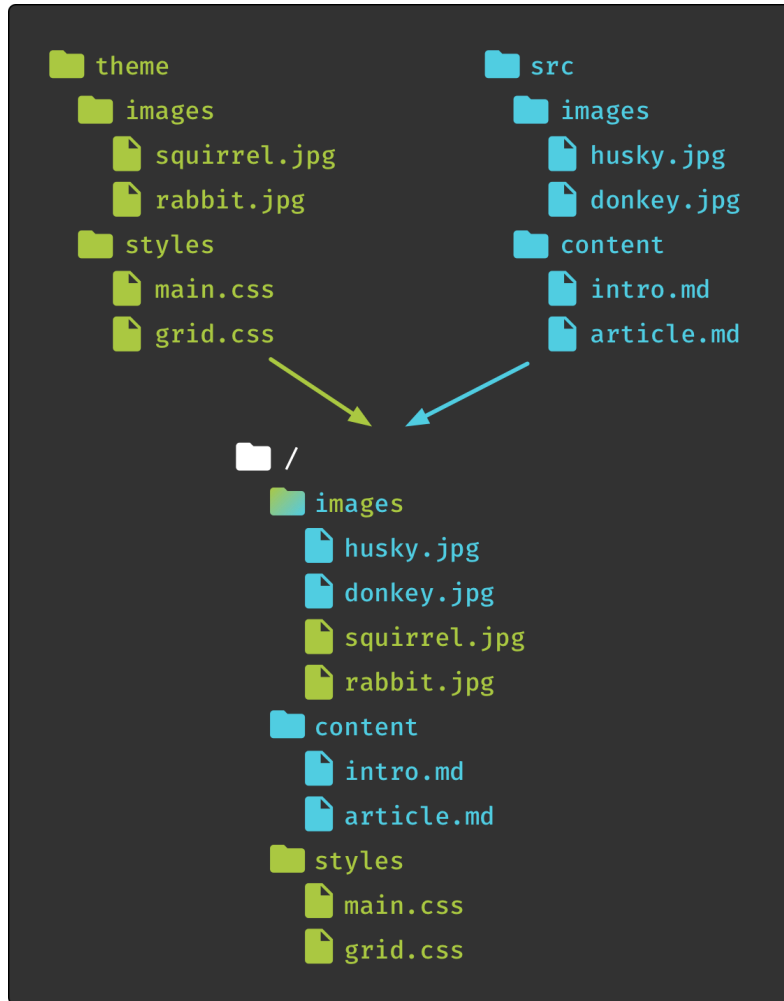 theme
images
squirrel.jpg
rabbit.jpg
styles
main.css
grid.css
src
images
husky.jpg
donkey.jpg
content
intro.md
article.md
/
images
husky.jpg
donkey.jpg
squirrel.jpg
rabbit.jpg
content
intro.md
article.md
styles
main.css
grid.css